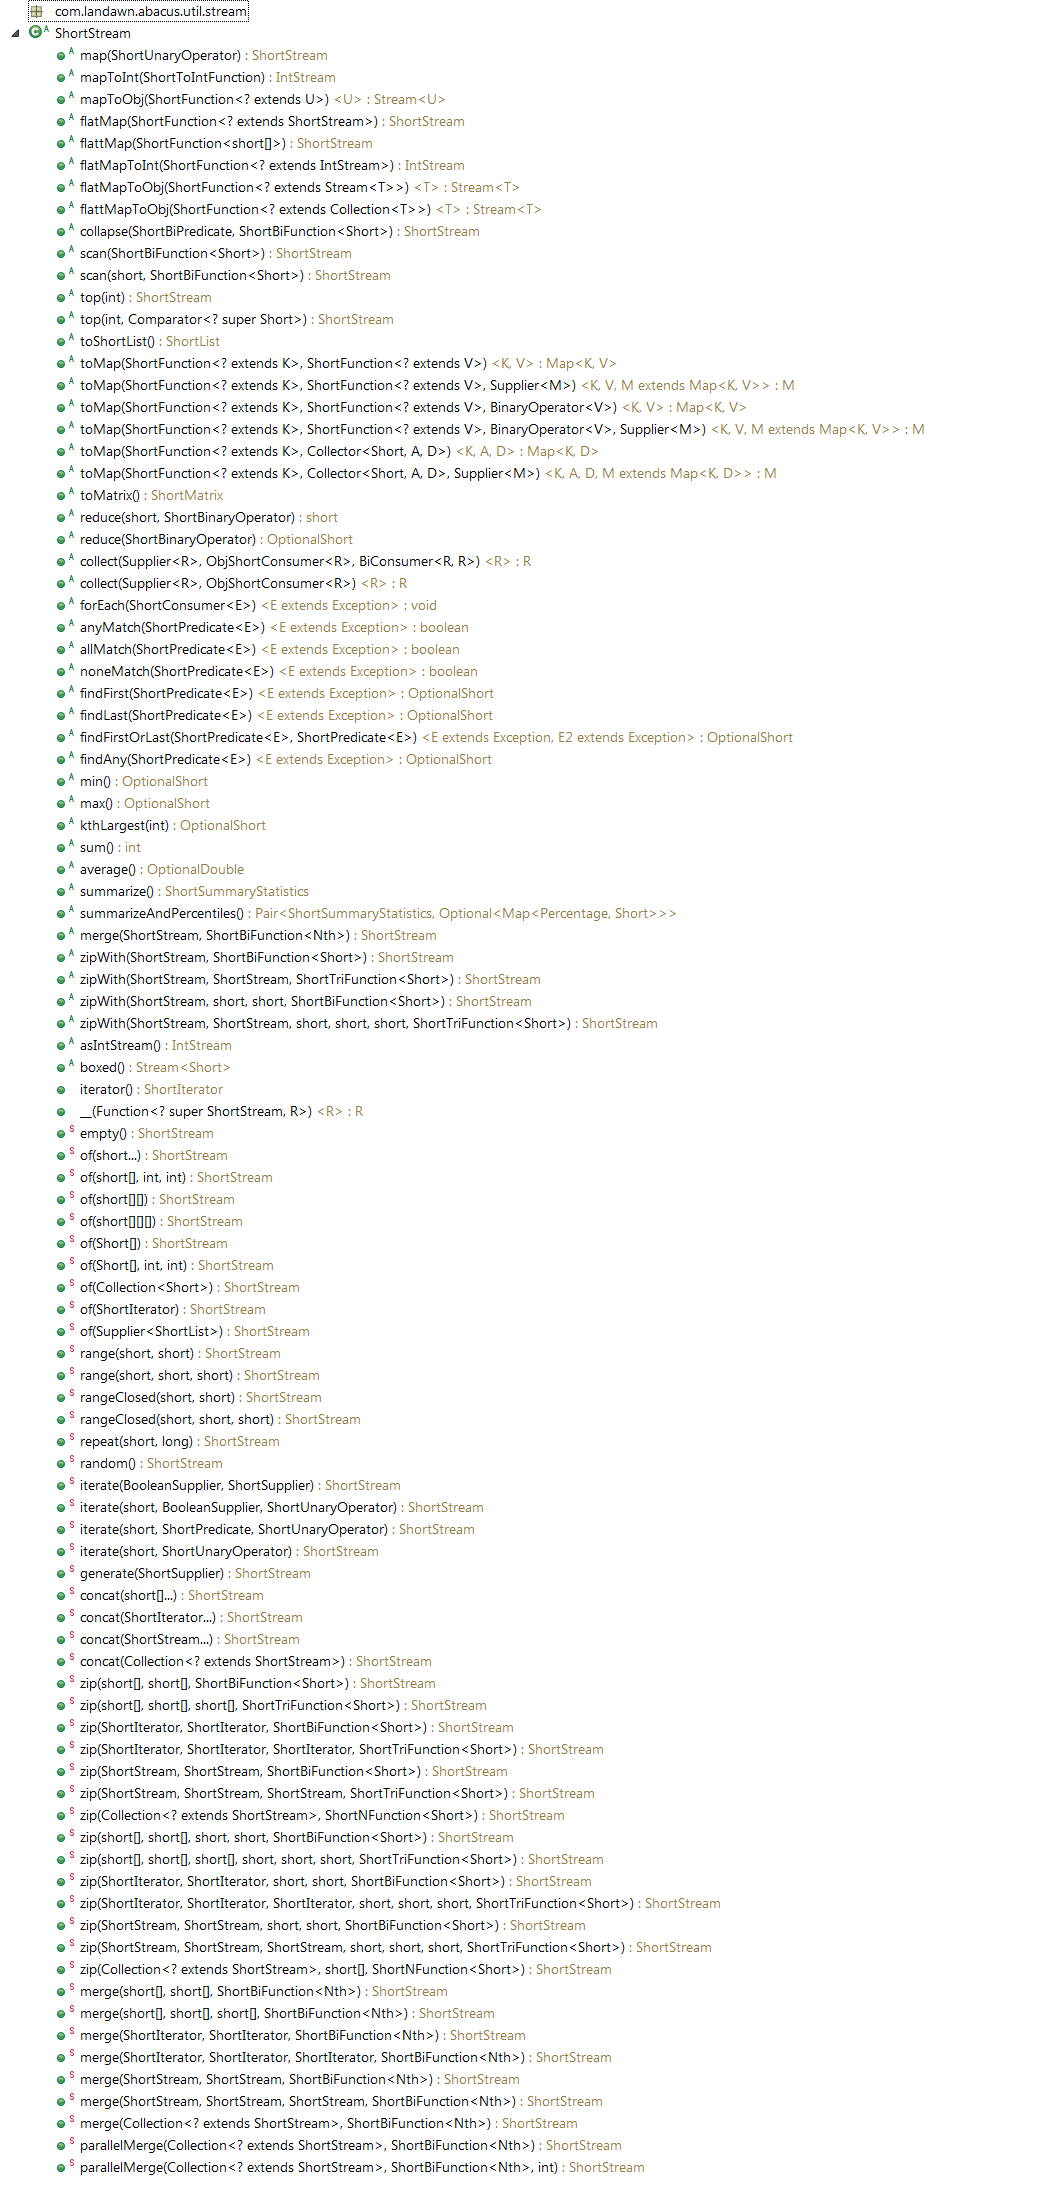 com.landawn.abacus.util.stream
C A ShortStream
A map(ShortUnaryOperator) : ShortStream
A mapToInt(ShortToIntFunction) : IntStream
A mapToObj(ShortFunction<? extends U>) <U> : Stream<U>
A flatMap(ShortFunction<? extends ShortStream>) : ShortStream
A flattMap(ShortFunction<short[]>) : ShortStream
A flatMapToInt(ShortFunction<? extends IntStream>) : IntStream
A flatMapToObj(ShortFunction<? extends Stream<T>>) <T> : Stream<T>
A flattMapToObj(ShortFunction<? extends Collection<T>>) <T> : Stream<T>
A collapse(ShortBiPredicate, ShortBiFunction<Short>) : ShortStream
A scan(ShortBiFunction<Short>) : ShortStream
A scan(short, ShortBiFunction<Short>) : ShortStream
A top(int) : ShortStream
A top(int, Comparator<? super Short>) : ShortStream
A toShortList() : ShortList
A toMap(ShortFunction<? extends K>, ShortFunction<? extends V>) <K, V> : Map<K, V>
A toMap(ShortFunction<? extends K>, ShortFunction<? extends V>, Supplier<M>) <K, V, M extends Map<K, V>> : M
A toMap(ShortFunction<? extends K>, ShortFunction<? extends V>, BinaryOperator<V>) <K, V> : Map<K, V>
A toMap(ShortFunction<? extends K>, ShortFunction<? extends V>, BinaryOperator<V>, Supplier<M>) <K, V, M extends Map<K, V>> : M
A toMap(ShortFunction<? extends K>, Collector<Short, A, D>) <K, A, D> : Map<K, D>
A toMap(ShortFunction<? extends K>, Collector<Short, A, D>, Supplier<M>) <K, A, D, M extends Map<K, D>> : M
A toMatrix() : ShortMatrix
A reduce(short, ShortBinaryOperator) : short
A reduce(ShortBinaryOperator) : OptionalShort
A collect(Supplier<R>, ObjShortConsumer<R>, BiConsumer<R, R>) <R> : R
A collect(Supplier<R>, ObjShortConsumer<R>) <R> : R
A forEach(ShortConsumer<E>) <E extends Exception> : void
A anyMatch(ShortPredicate<E>) <E extends Exception> : boolean
A allMatch(ShortPredicate<E>) <E extends Exception> : boolean
A noneMatch(ShortPredicate<E>) <E extends Exception> : boolean
A findFirst(ShortPredicate<E>) <E extends Exception> : OptionalShort
A findLast(ShortPredicate<E>) <E extends Exception> : OptionalShort
A findFirstOrLast(ShortPredicate<E>, ShortPredicate<E>) <E extends Exception, E2 extends Exception> : OptionalShort
A findAny(ShortPredicate<E>) <E extends Exception> : OptionalShort
A min() : OptionalShort
A max() : OptionalShort
A kthLargest(int) : OptionalShort
A sum() : int
A average() : OptionalDouble
A summarize() : ShortSummaryStatistics
A summarizeAndPercentiles() : Pair<ShortSummaryStatistics, Optional<Map<Percentage, Short>>>
A merge(ShortStream, ShortBiFunction<Nth>) : ShortStream
A zipWith(ShortStream, ShortBiFunction<Short>) : ShortStream
A zipWith(ShortStream, ShortStream, ShortTriFunction<Short>) : ShortStream
A zipWith(ShortStream, short, short, ShortBiFunction<Short>) : ShortStream
A zipWith(ShortStream, ShortStream, short, short, short, ShortTriFunction<Short>) : ShortStream
A asIntStream() : IntStream
A boxed() : Stream<Short>
iterator() : ShortIterator
__(Function<? super ShortStream, R>) <R> : R
S empty() : ShortStream
S of(short...) : ShortStream
S of(short[], int, int) : ShortStream
S of(short[][]) : ShortStream
S of(short[][][]) : ShortStream
S of(Short[]) : ShortStream
S of(Short[], int, int) : ShortStream
S of(Collection<Short>) : ShortStream
S of(ShortIterator) : ShortStream
S of(Supplier<ShortList>) : ShortStream
S range(short, short) : ShortStream
S range(short, short, short) : ShortStream
S rangeClosed(short, short) : ShortStream
S rangeClosed(short, short, short) : ShortStream
S repeat(short, long) : ShortStream
S random() : ShortStream
S iterate(BooleanSupplier, ShortSupplier) : ShortStream
S iterate(short, BooleanSupplier, ShortUnaryOperator) : ShortStream
S iterate(short, ShortPredicate, ShortUnaryOperator) : ShortStream
S iterate(short, ShortUnaryOperator) : ShortStream
S generate(ShortSupplier) : ShortStream
S concat(short[]...) : ShortStream
S concat(ShortIterator...) : ShortStream
S concat(ShortStream...) : ShortStream
S concat(Collection<? extends ShortStream>) : ShortStream
S zip(short[], short[], ShortBiFunction<Short>) : ShortStream
S zip(short[], short[], short[], ShortTriFunction<Short>) : ShortStream
S zip(ShortIterator, ShortIterator, ShortBiFunction<Short>) : ShortStream
S zip(ShortIterator, ShortIterator, ShortIterator, ShortTriFunction<Short>) : ShortStream
S zip(ShortStream, ShortStream, ShortBiFunction<Short>) : ShortStream
S zip(ShortStream, ShortStream, ShortStream, ShortTriFunction<Short>) : ShortStream
S zip(Collection<? extends ShortStream>, ShortNFunction<Short>) : ShortStream
S zip(short[], short[], short, short, ShortBiFunction<Short>) : ShortStream
S zip(short[], short[], short[], short, short, short, ShortTriFunction<Short>) : ShortStream
S zip(ShortIterator, ShortIterator, short, short, ShortBiFunction<Short>) : ShortStream
S zip(ShortIterator, ShortIterator, ShortIterator, short, short, short, ShortTriFunction<Short>) : ShortStream
S zip(ShortStream, ShortStream, short, short, ShortBiFunction<Short>) : ShortStream
S zip(ShortStream, ShortStream, ShortStream, short, short, short, ShortTriFunction<Short>) : ShortStream
S zip(Collection<? extends ShortStream>, short[], ShortNFunction<Short>) : ShortStream
S merge(short[], short[], ShortBiFunction<Nth>) : ShortStream
S merge(short[], short[], short[], ShortBiFunction<Nth>) : ShortStream
S merge(ShortIterator, ShortIterator, ShortBiFunction<Nth>) : ShortStream
S merge(ShortIterator, ShortIterator, ShortIterator, ShortBiFunction<Nth>) : ShortStream
S merge(ShortStream, ShortStream, ShortBiFunction<Nth>) : ShortStream
S merge(ShortStream, ShortStream, ShortStream, ShortBiFunction<Nth>) : ShortStream
S merge(Collection<? extends ShortStream>, ShortBiFunction<Nth>) : ShortStream
S parallelMerge(Collection<? extends ShortStream>, ShortBiFunction<Nth>) : ShortStream
S parallelMerge(Collection<? extends ShortStream>, ShortBiFunction<Nth>, int) : ShortStream